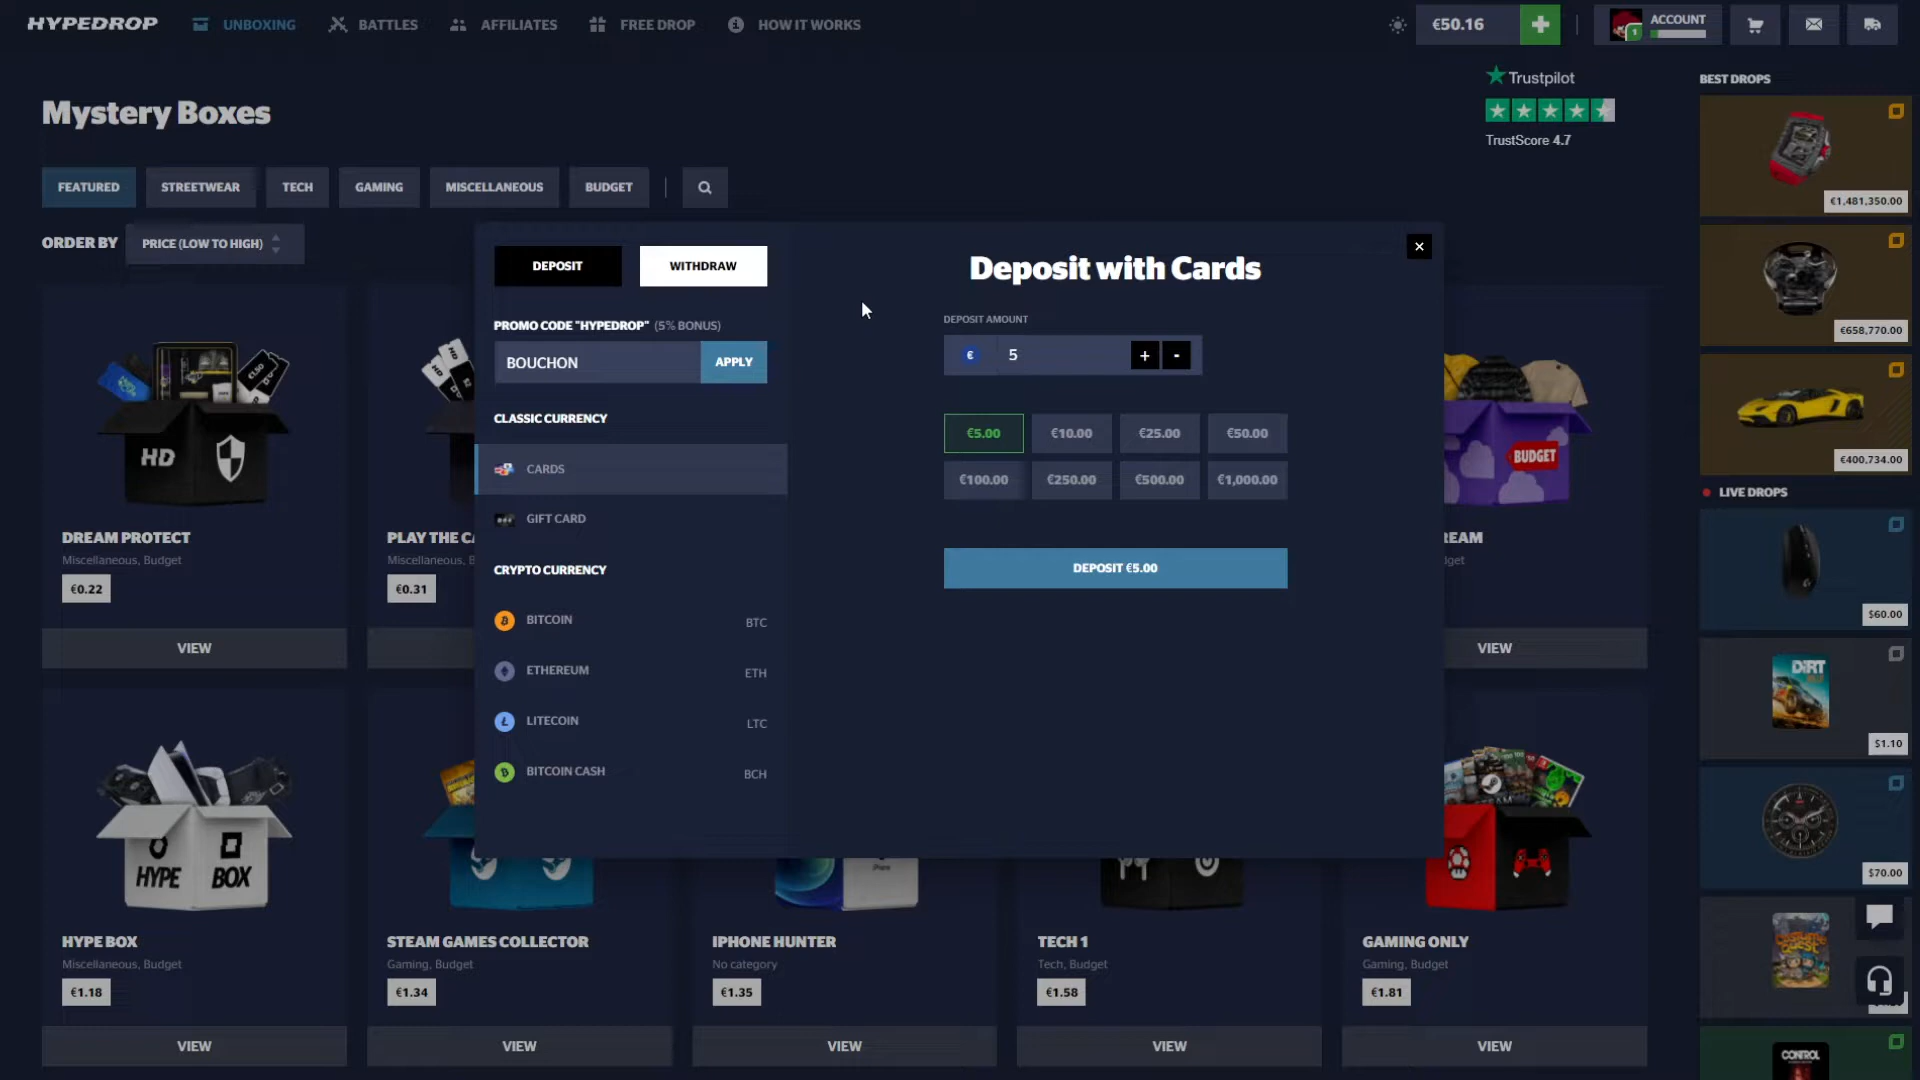 HYPEDROP
UNBOXING
BATTLES
AFFILIATES
FREE DROP
HOW IT WORKS
€50.16
+
1
ACCOUNT
Mystery Boxes
Trustpilot
TrustScore 4.7
FEATURED
STREETWEAR
TECH
GAMING
MISCELLANEOUS
BUDGET
ORDER BY
PRICE (LOW TO HIGH)
DEPOSIT
WITHDRAW
PROMO CODE "HYPEDROP" (5% BONUS)
BOUCHON
APPLY
CLASSIC CURRENCY
CARDS
GIFT CARD
CRYPTO CURRENCY
BITCOIN
BTC
ETHEREUM
ETH
LITECOIN
LTC
BITCOIN CASH
BCH
Deposit with Cards
DEPOSIT AMOUNT
€
5
+
-
€5.00
€10.00
€25.00
€50.00
€100.00
€250.00
€500.00
€1,000.00
DEPOSIT €5.00
HD
DREAM PROTECT
Miscellaneous, Budget
€0.22
VIEW
HD
PLAY THE CA
Miscellaneous, B
€0.31
BUDGET
REAM
get
VIEW
HYPE
BOX
HYPE BOX
Miscellaneous, Budget
€1.18
VIEW
STEAM GAMES COLLECTOR
Gaming, Budget
€1.34
VIEW
iPhone
IPHONE HUNTER
No category
€1.35
VIEW
TECH 1
Tech, Budget
€1.58
VIEW
STEAM
GAMING ONLY
Gaming, Budget
€1.81
VIEW
BEST DROPS
€1,481,350.00
€658,770.00
€400,734.00
LIVE DROPS
$60.00
DiRT
$1.10
$70.00
CONTROL